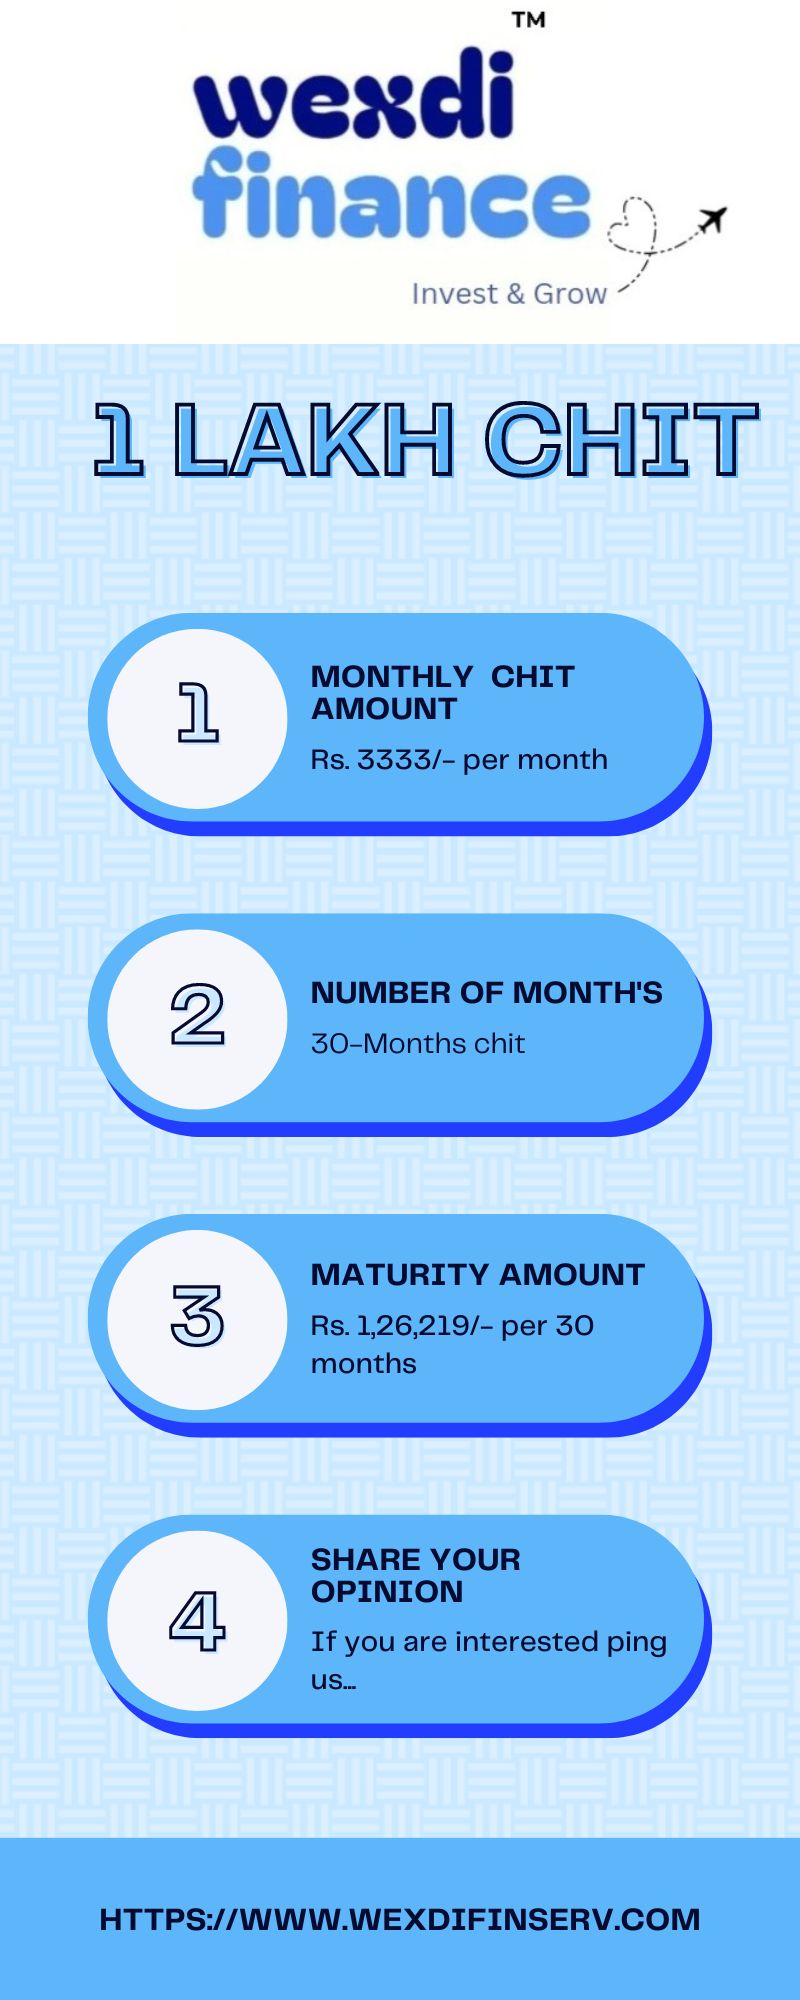 TM
wexdi
finance
Invest & Grow
1 LAKH CHIT
1
MONTHLY CHIT
AMOUNT
Rs. 3333/- per month
2
NUMBER OF MONTH'S
30-Months chit
3
MATURITY AMOUNT
Rs. 1,26,219/- per 30
months
4
SHARE YOUR
OPINION
If you are interested ping
us...
HTTPS://WWW.WEXDIFINSERV.COM